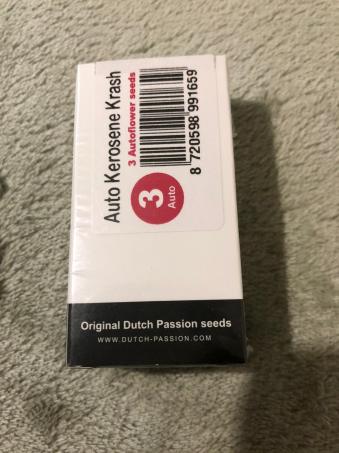 Auto Kerosene Krash
3 Autoflower seeds
8 720598 991659
3
Auto
Original Dutch Passion seeds
WWW.DUTCH-PASSION.COM